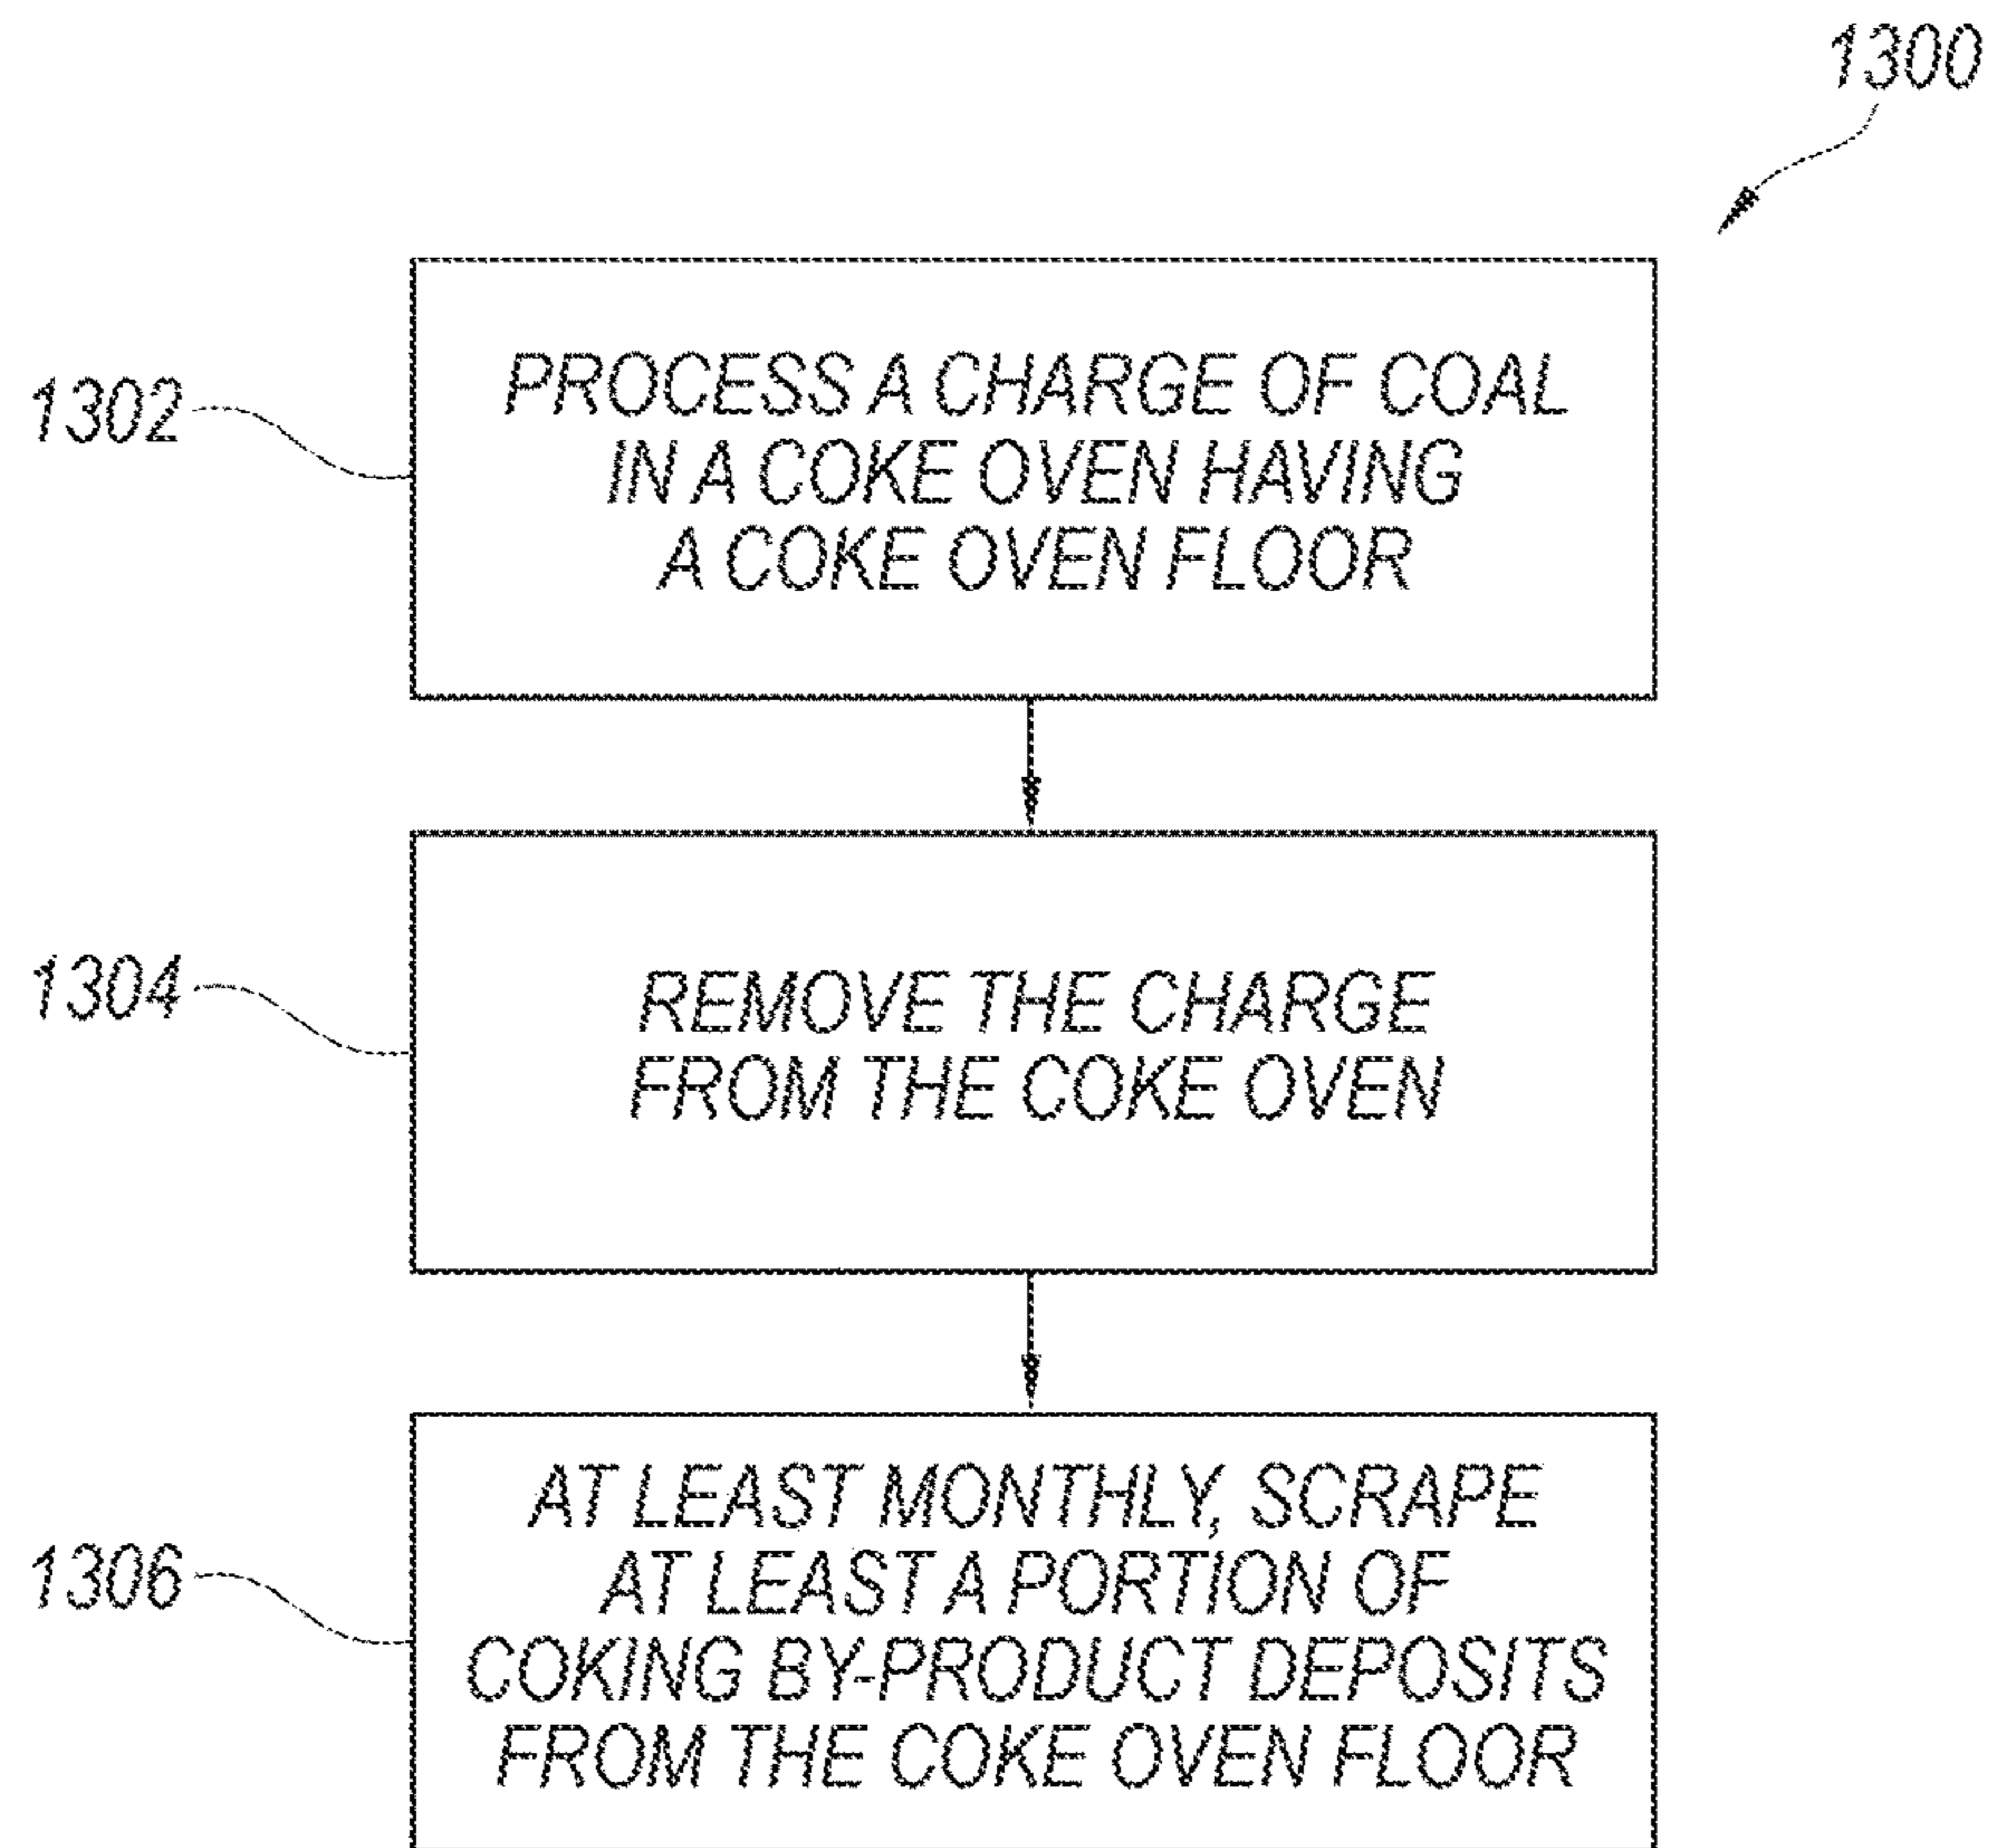 1300
1302
PROCESS A CHARGE OF COAL
IN A COKE OVEN HAVING
A COKE OVEN FLOOR
1304
REMOVE THE CHARGE
FROM THE COKE OVEN
1306
AT LEAST MONTHLY, SCRAPE
AT LEAST A PORTION OF
COKING BY-PRODUCT DEPOSITS
FROM THE COKE OVEN FLOOR